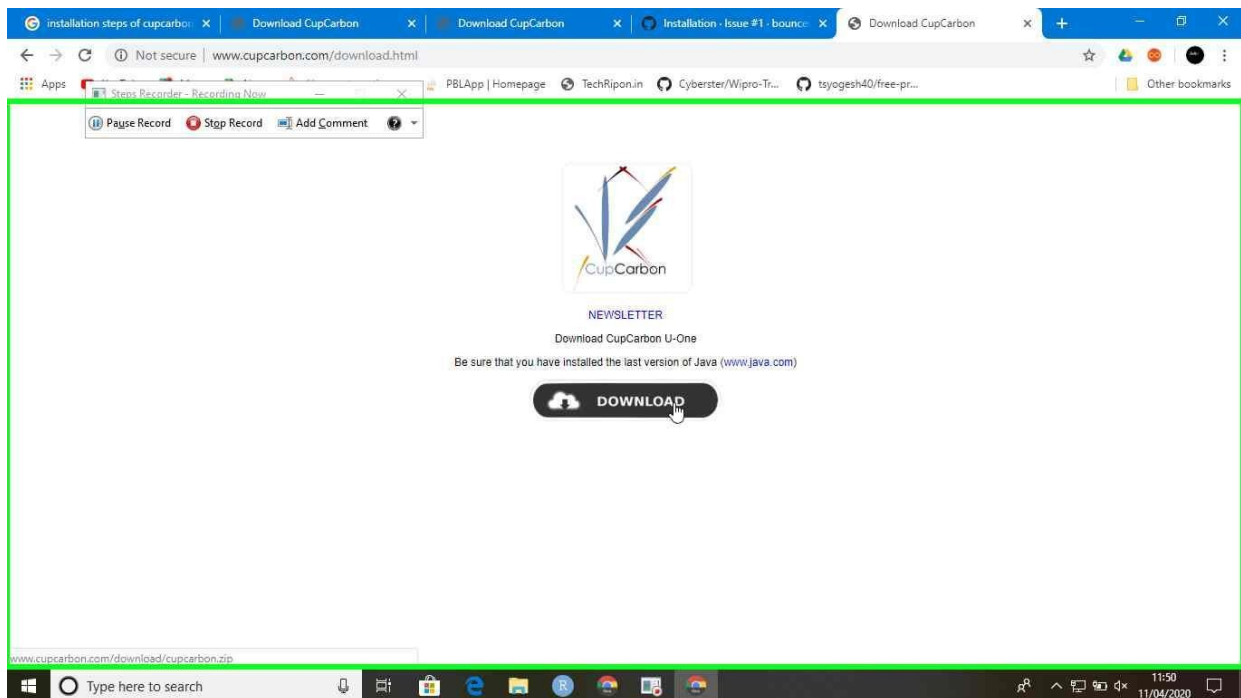 installation steps of cupcarbon
Download CupCarbon
Download CupCarbon
Installation · Issue #1 · bounce
Download CupCarbon
Not secure | www.cupcarbon.com/download.html
Apps
PBLApp | Homepage
TechRipon.in
Cyberster/Wipro-Tr...
tsyogesh40/free-pr...
Other bookmarks
Steps Recorder - Recording Now
Pause Record
Stop Record
Add Comment
CupCarbon
NEWSLETTER
Download CupCarbon U-One
Be sure that you have installed the last version of Java (www.java.com)
DOWNLOAD
www.cupcarbon.com/download/cupcarbon.zip
Type here to search
11:50
11/04/2020